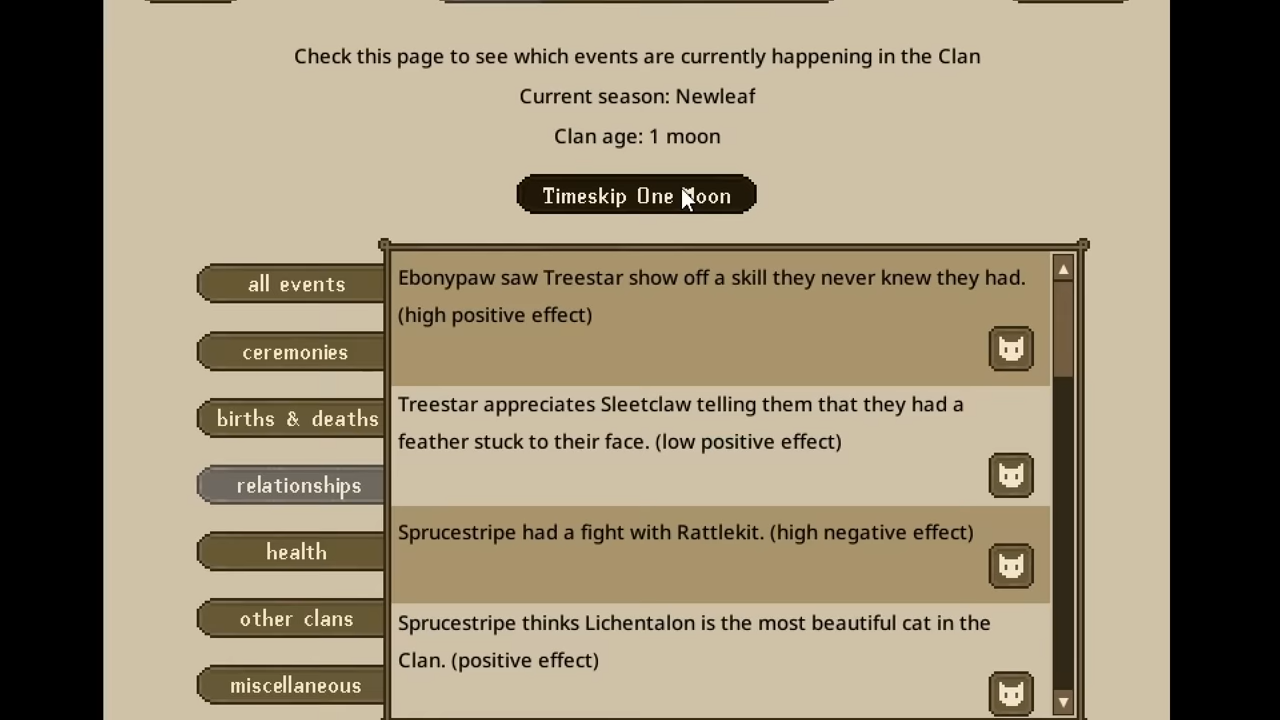 Check this page to see which events are currently happening in the Clan
Current season: Newleaf
Clan age: 1 moon
Timeskip One Moon
all events
ceremonies
births & deaths
relationships
health
other clans
miscellaneous
Ebonypaw saw Treestar show off a skill they never knew they had.
(high positive effect)
Treestar appreciates Sleetclaw telling them that they had a
feather stuck to their face. (low positive effect)
Sprucestripe had a fight with Rattlekit. (high negative effect)
Sprucestripe thinks Lichentalon is the most beautiful cat in the
Clan. (positive effect)